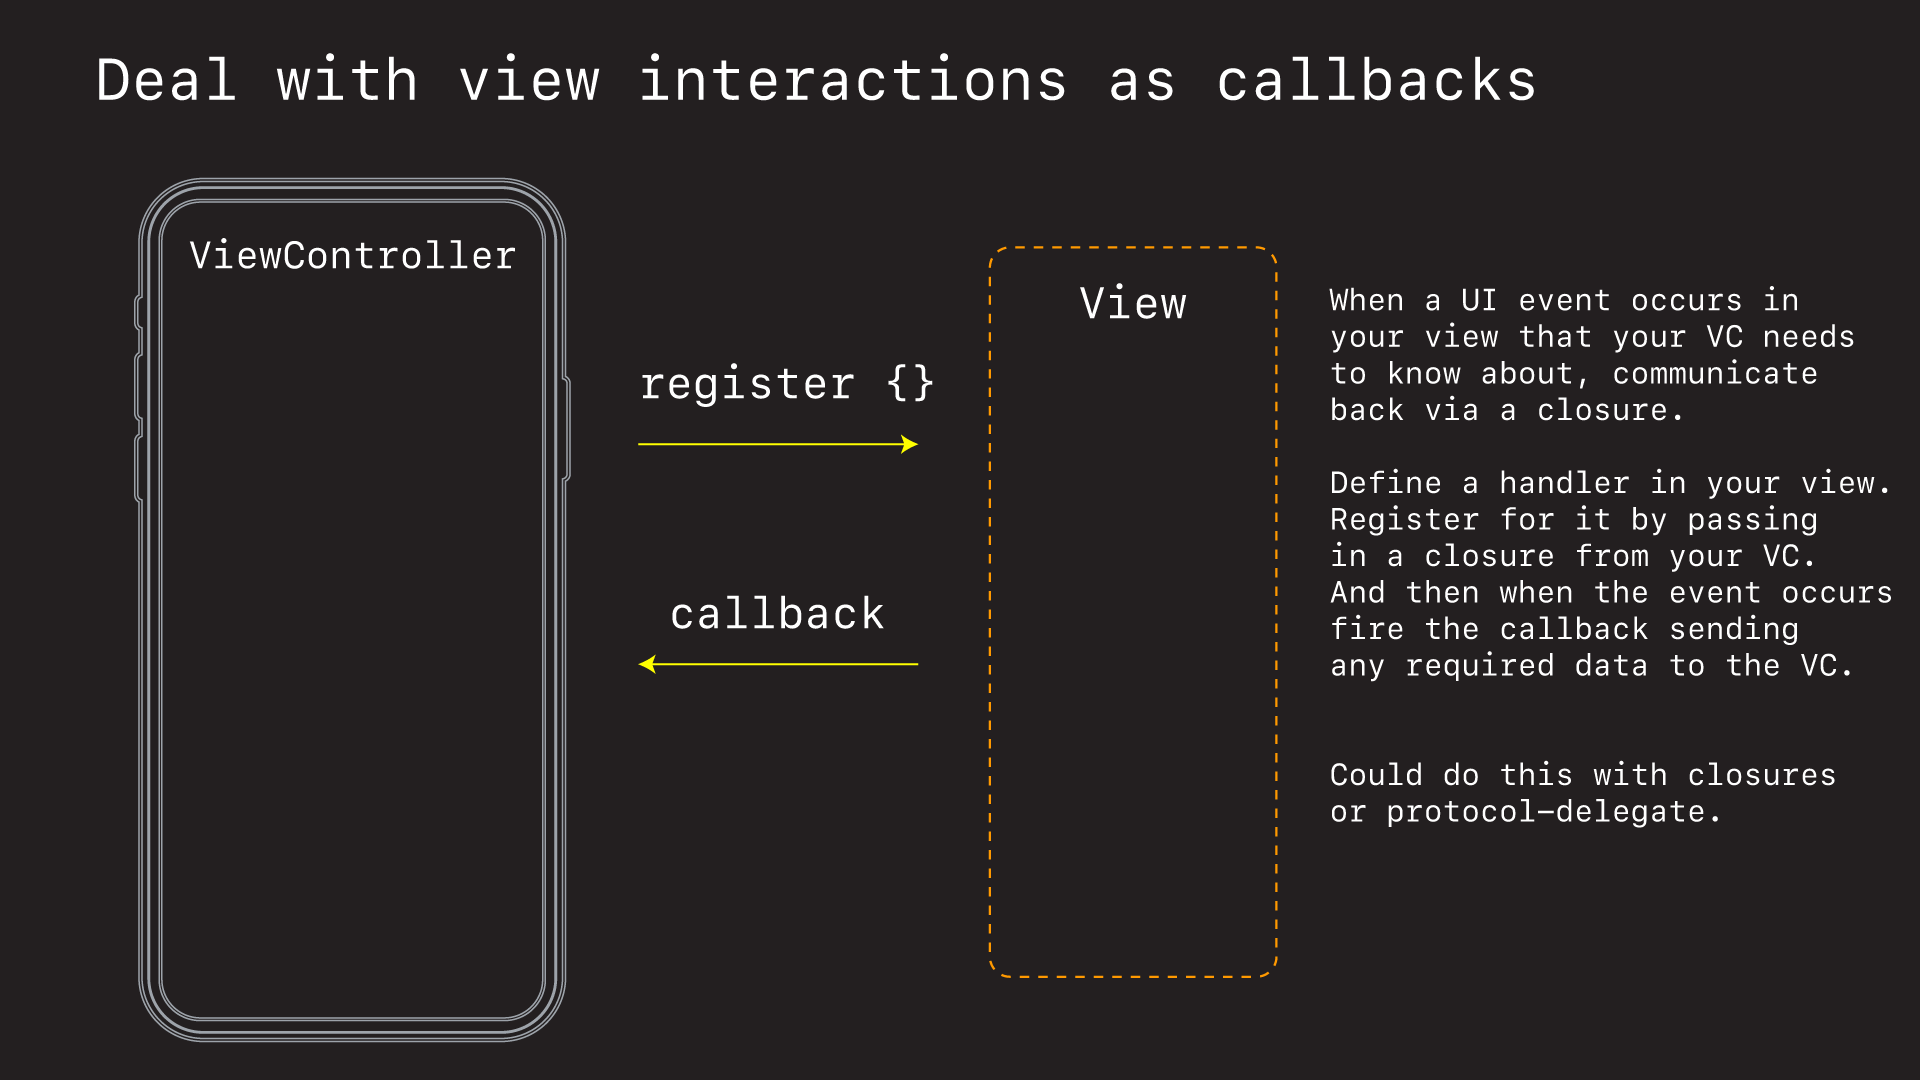 Deal with view interactions as callbacks
ViewController
register {}
callback
View
When a UI event occurs in
your view that your VC needs
to know about, communicate
back via a closure.
Define a handler in your view.
Register for it by passing
in a closure from your VC.
And then when the event occurs
fire the callback sending
any required data to the VC.
Could do this with closures
or protocol–delegate.